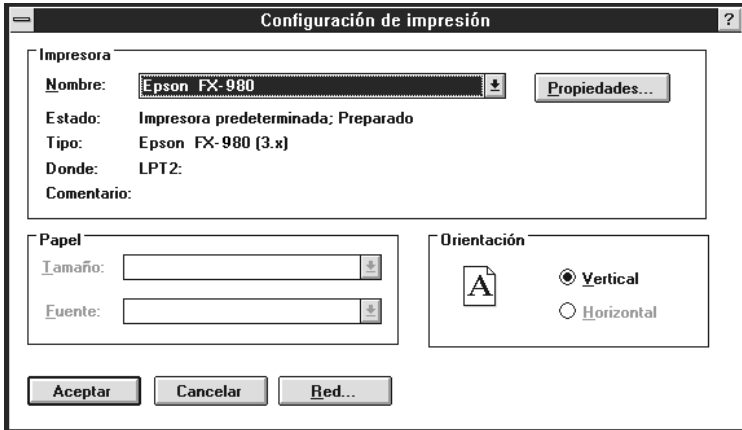 Configuración de impresión ?
Impresora
Nombre: Epson FX-980 Propiedades...
Estado: Impresora predeterminada; Preparado
Tipo: Epson FX-980 (3.x)
Donde: LPT2:
Comentario:
Papel
Tamaño:
Fuente:
Orientación
A
Vertical
Horizontal
Aceptar Cancelar Red...